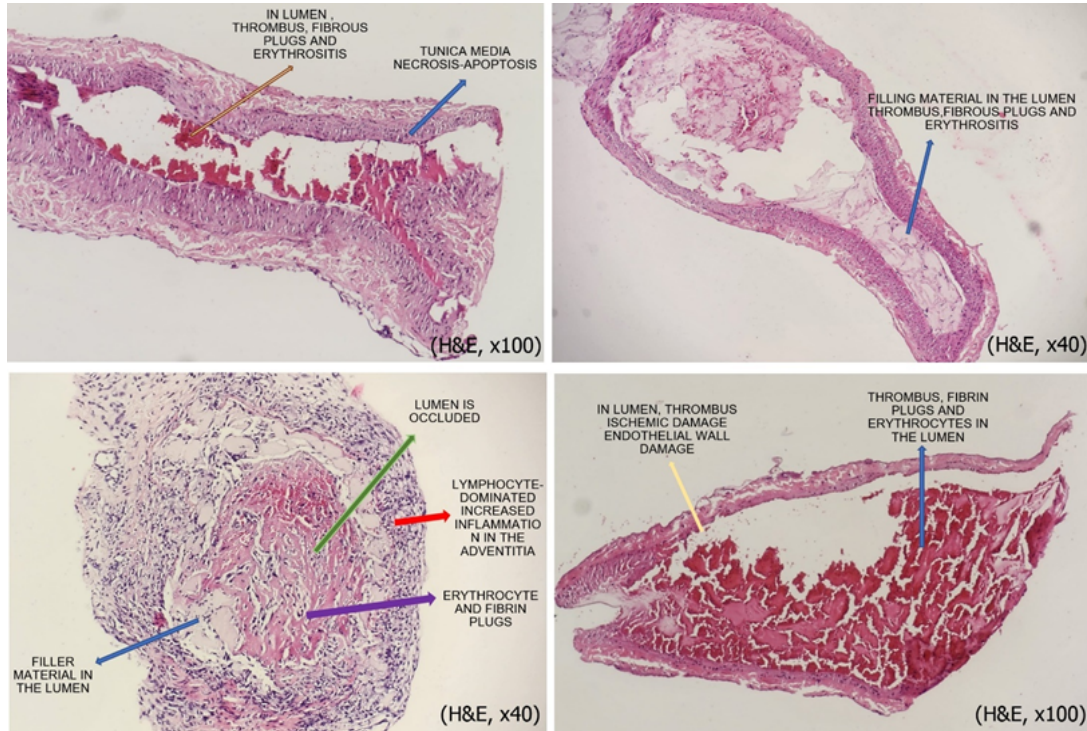 IN LUMEN ,
THROMBUS, FIBROUS
PLUGS AND
ERYTHROSITIS
TUNICA MEDIA
NECROSIS-APOPTOSIS
(H&E, x100)
FILLING MATERIAL IN THE LUMEN
THROMBUS,FIBROUS PLUGS AND
ERYTHROSITIS
(H&E, x40)
LUMEN IS
OCCLUDED
LYMPHOCYTE-
DOMINATED
INCREASED
INFLAMMATIO
N IN THE
ADVENTITIA
ERYTHROCYTE
AND FIBRIN
PLUGS
FILLER
MATERIAL IN
THE LUMEN
(H&E, x40)
IN LUMEN, THROMBUS
ISCHEMIC DAMAGE
ENDOTHELIAL WALL
DAMAGE
THROMBUS, FIBRIN
PLUGS AND
ERYTHROCYTES IN
THE LUMEN
(H&E, x100)